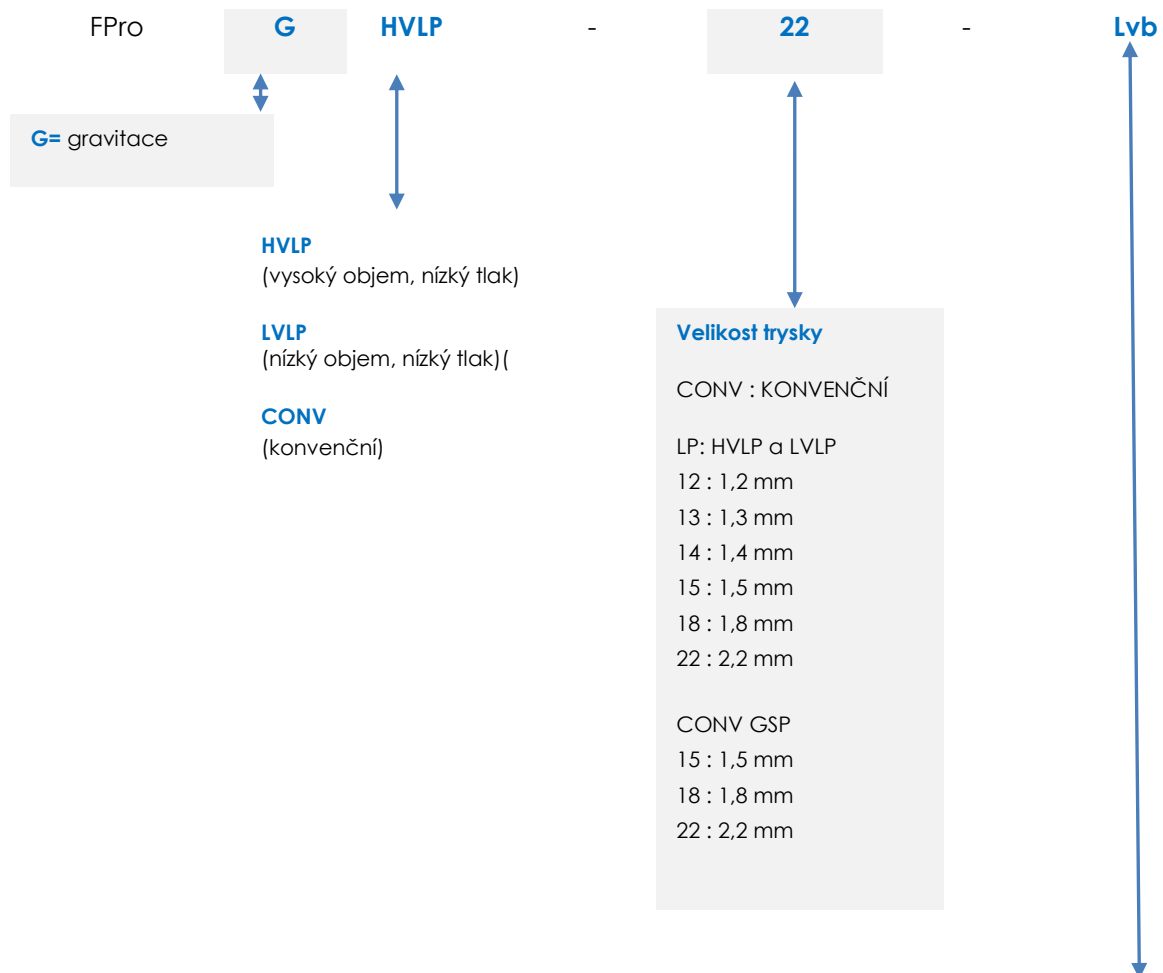 FPro G HVLP - 22 - Lvb
G= gravitace
HVLP
(vysoký objem, nízký tlak)
LVLP
(nízký objem, nízký tlak)(
CONV
(konvenční)
Velikost trysky
CONV : KONVENČNÍ
LP: HVLP a LVLP
12 : 1,2 mm
13 : 1,3 mm
14 : 1,4 mm
15 : 1,5 mm
18 : 1,8 mm
22 : 2,2 mm
CONV GSP
15 : 1,5 mm
18 : 1,8 mm
22 : 2,2 mm